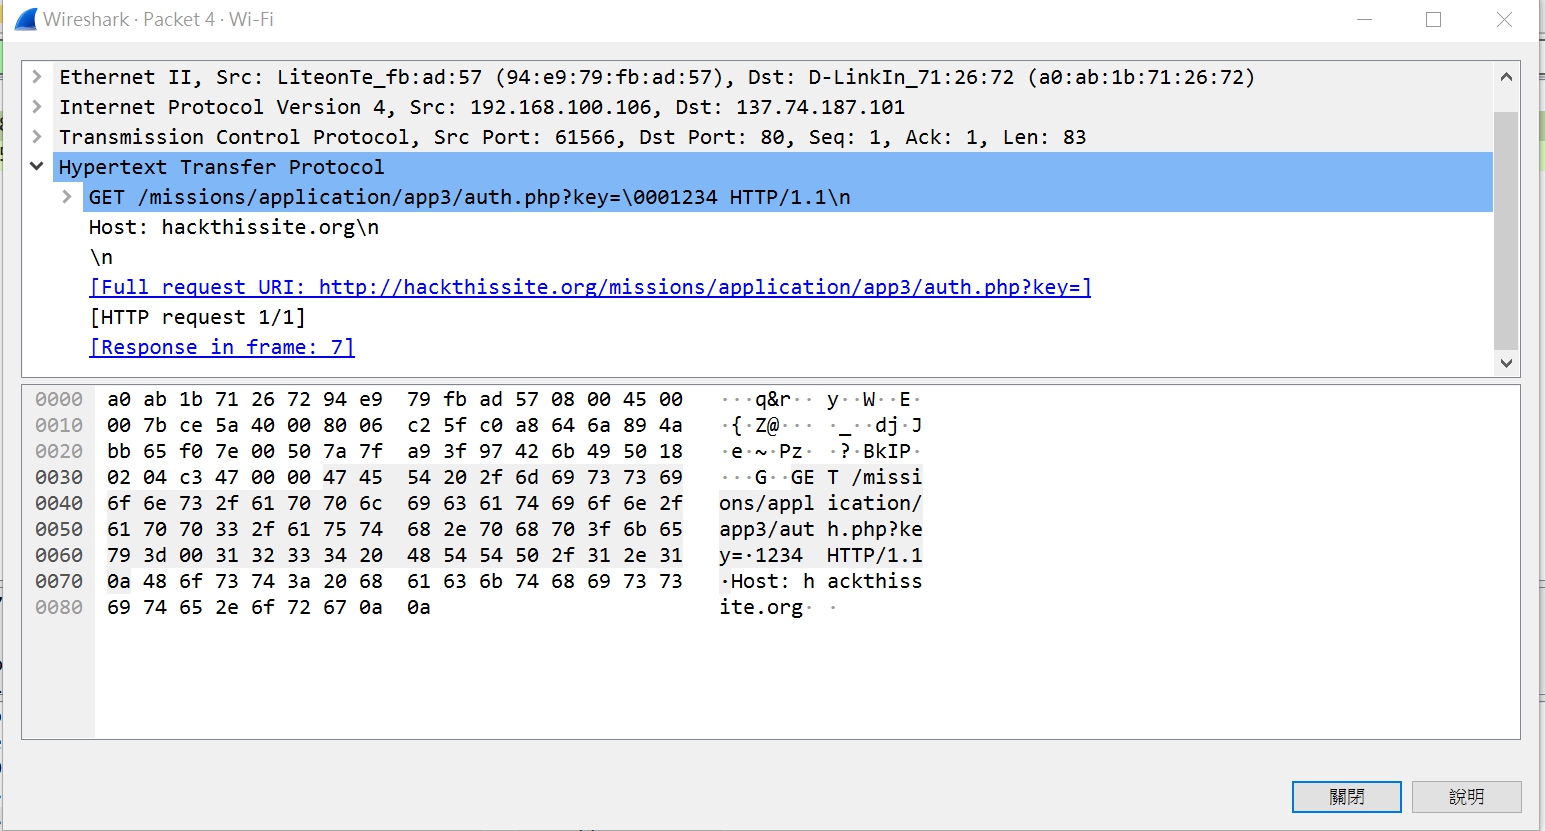 Wireshark · Packet 4 · Wi-Fi
Ethernet II, Src: LiteonTe_fb:ad:57 (94:e9:79:fb:ad:57), Dst: D-LinkIn_71:26:72 (a0:ab:1b:71:26:72)
Internet Protocol Version 4, Src: 192.168.100.106, Dst: 137.74.187.101
Transmission Control Protocol, Src Port: 61566, Dst Port: 80, Seq: 1, Ack: 1, Len: 83
Hypertext Transfer Protocol
GET /missions/application/app3/auth.php?key=\0001234 HTTP/1.1\n
Host: hackthissite.org\n
\n
[Full request URI: http://hackthissite.org/missions/application/app3/auth.php?key=]
[HTTP request 1/1]
[Response in frame: 7]
0000 a0 ab 1b 71 26 72 94 e9 79 fb ad 57 08 00 45 00 ···q&r·· y··W··E·
0010 00 7b ce 5a 40 00 80 06 c2 5f c0 a8 64 6a 89 4a ·{·Z@··· ·_··dj·J
0020 bb 65 f0 7e 00 50 7a 7f a9 3f 97 42 6b 49 50 18 ·e·~·Pz· ·?·BkIP·
0030 02 04 c3 47 00 00 47 45 54 20 2f 6d 69 73 73 69 ···G··GE T /missi
0040 6f 6e 73 2f 61 70 70 6c 69 63 61 74 69 6f 6e 2f ons/appl ication/
0050 61 70 70 33 2f 61 75 74 68 2e 70 68 70 3f 6b 65 app3/aut h.php?ke
0060 79 3d 00 31 32 33 34 20 48 54 54 50 2f 31 2e 31 y=·1234 HTTP/1.1
0070 0a 48 6f 73 74 3a 20 68 61 63 6b 74 68 69 73 73 ·Host: h ackthiss
0080 69 74 65 2e 6f 72 67 0a 0a ite.org· ·
關閉 說明